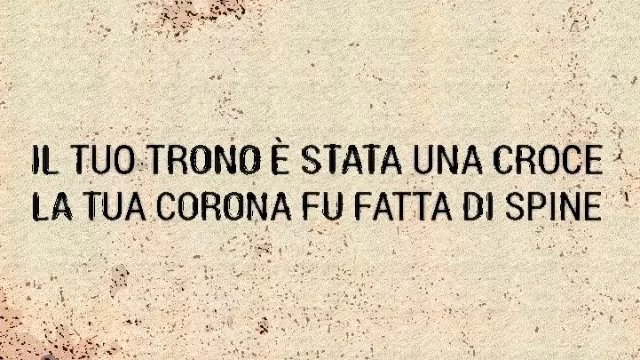 IL TUO TRONO È STATA UNA CROCE
LA TUA CORONA FU FATTA DI SPINE